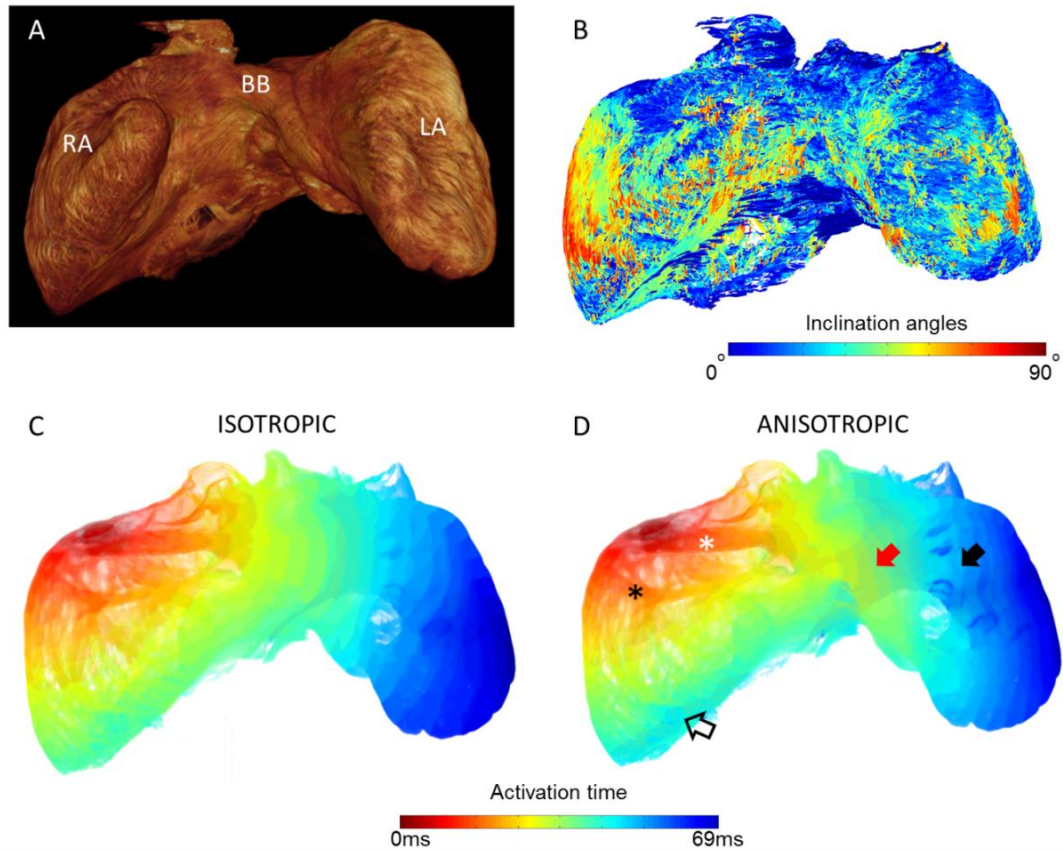 A
BB
RA
LA
B
Inclination angles
0°
90°
C
ISOTROPIC
D
ANISOTROPIC
*
*
Activation time
0ms
69ms